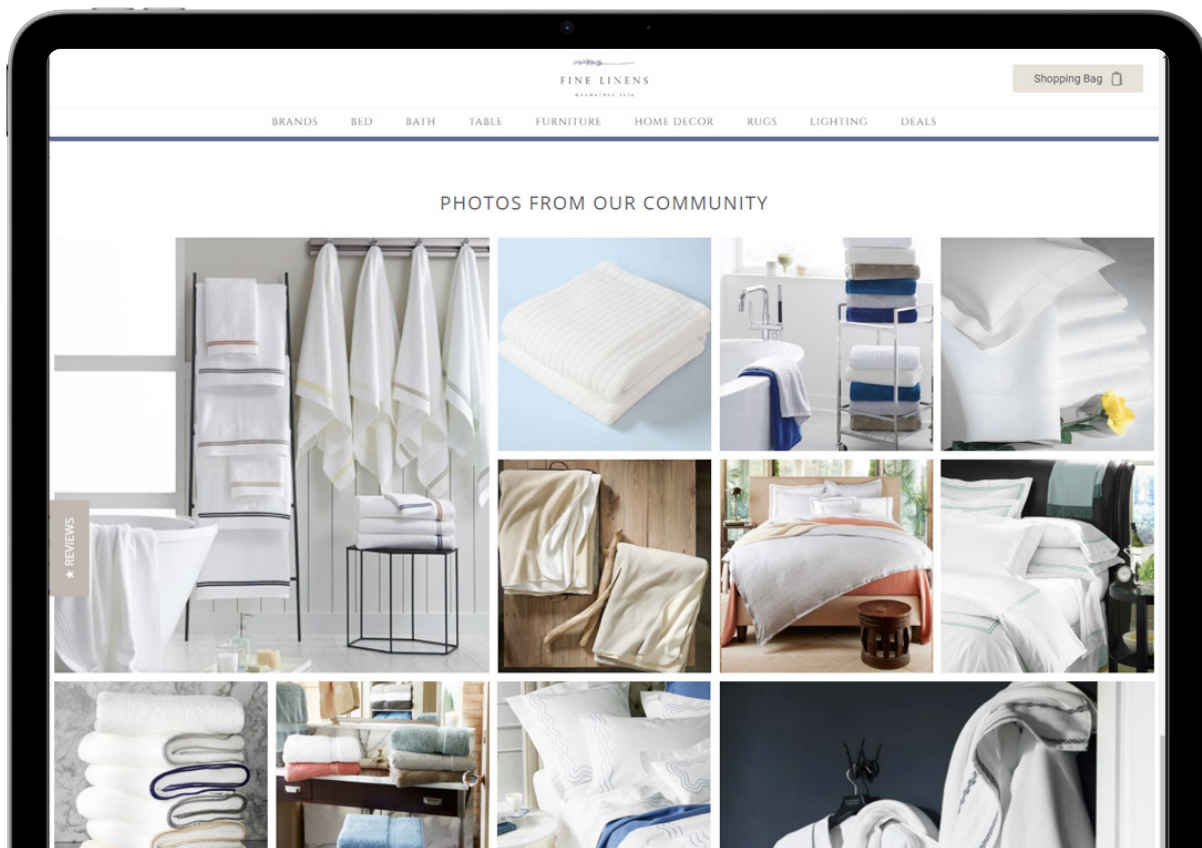 FINE LINENS
Shopping Bag
BRANDS BED BATH TABLE FURNITURE HOME DECOR RUGS LIGHTING DEALS
PHOTOS FROM OUR COMMUNITY
★ REVIEWS